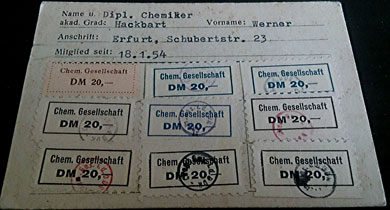 Name u. Dipl. Chemiker
akad. Grad: Hackbart Vorname: Werner
Anschrift: Erfurt, Schubertstr. 23
Mitglied seit: 18.1.54
Chem. Gesellschaft Chem. Gesellschaft Chem. Gesellschaft
DM 20,— DM 20,— DM 20,—
Chem. Gesellschaft Chem. Gesellschaft Chem. Gesellschaft
DM 20,— DM 20,— DM 20,—
Chem. Gesellschaft Chem. Gesellschaft Chem. Gesellschaft
DM 20,— DM 20,— DM 20,—